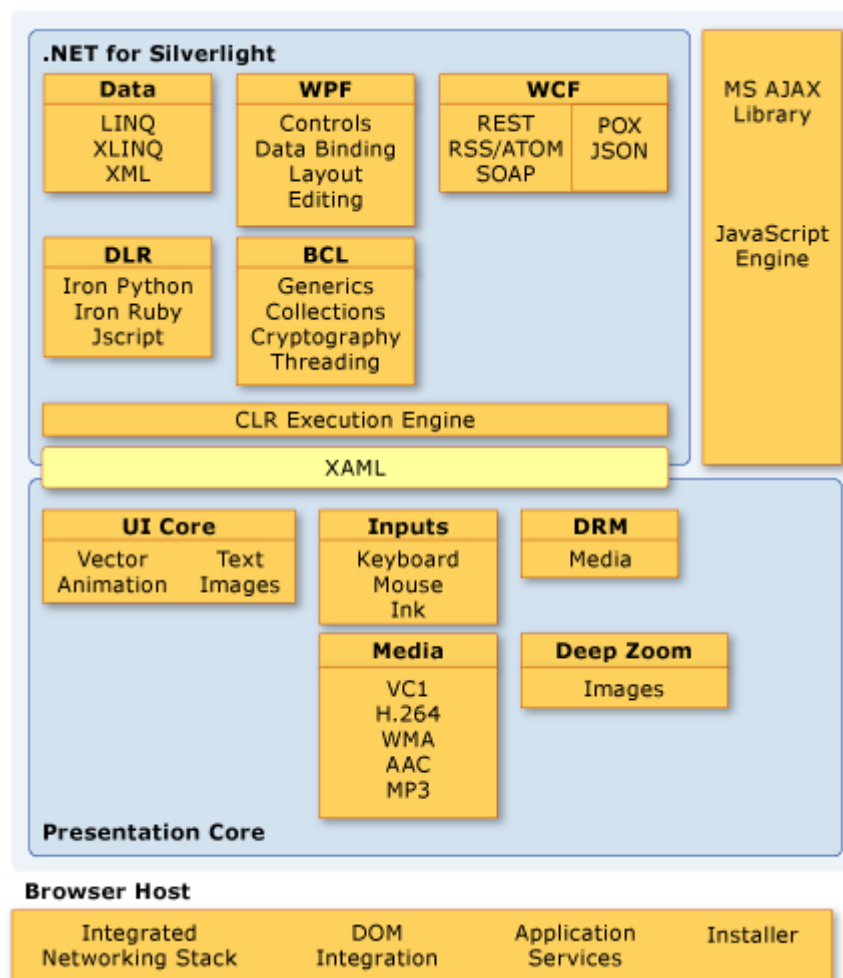 .NET for Silverlight
Data
LINQ
XLINQ
XML
WPF
Controls
Data Binding
Layout
Editing
WCF
REST
RSS/ATOM
SOAP
POX
JSON
MS AJAX
Library
JavaScript
Engine
DLR
Iron Python
Iron Ruby
Jscript
BCL
Generics
Collections
Cryptography
Threading
CLR Execution Engine
XAML
UI Core
Vector
Animation
Text
Images
Inputs
Keyboard
Mouse
Ink
DRM
Media
Media
VC1
H.264
WMA
AAC
MP3
Deep Zoom
Images
Presentation Core
Browser Host
Integrated
Networking Stack
DOM
Integration
Application
Services
Installer